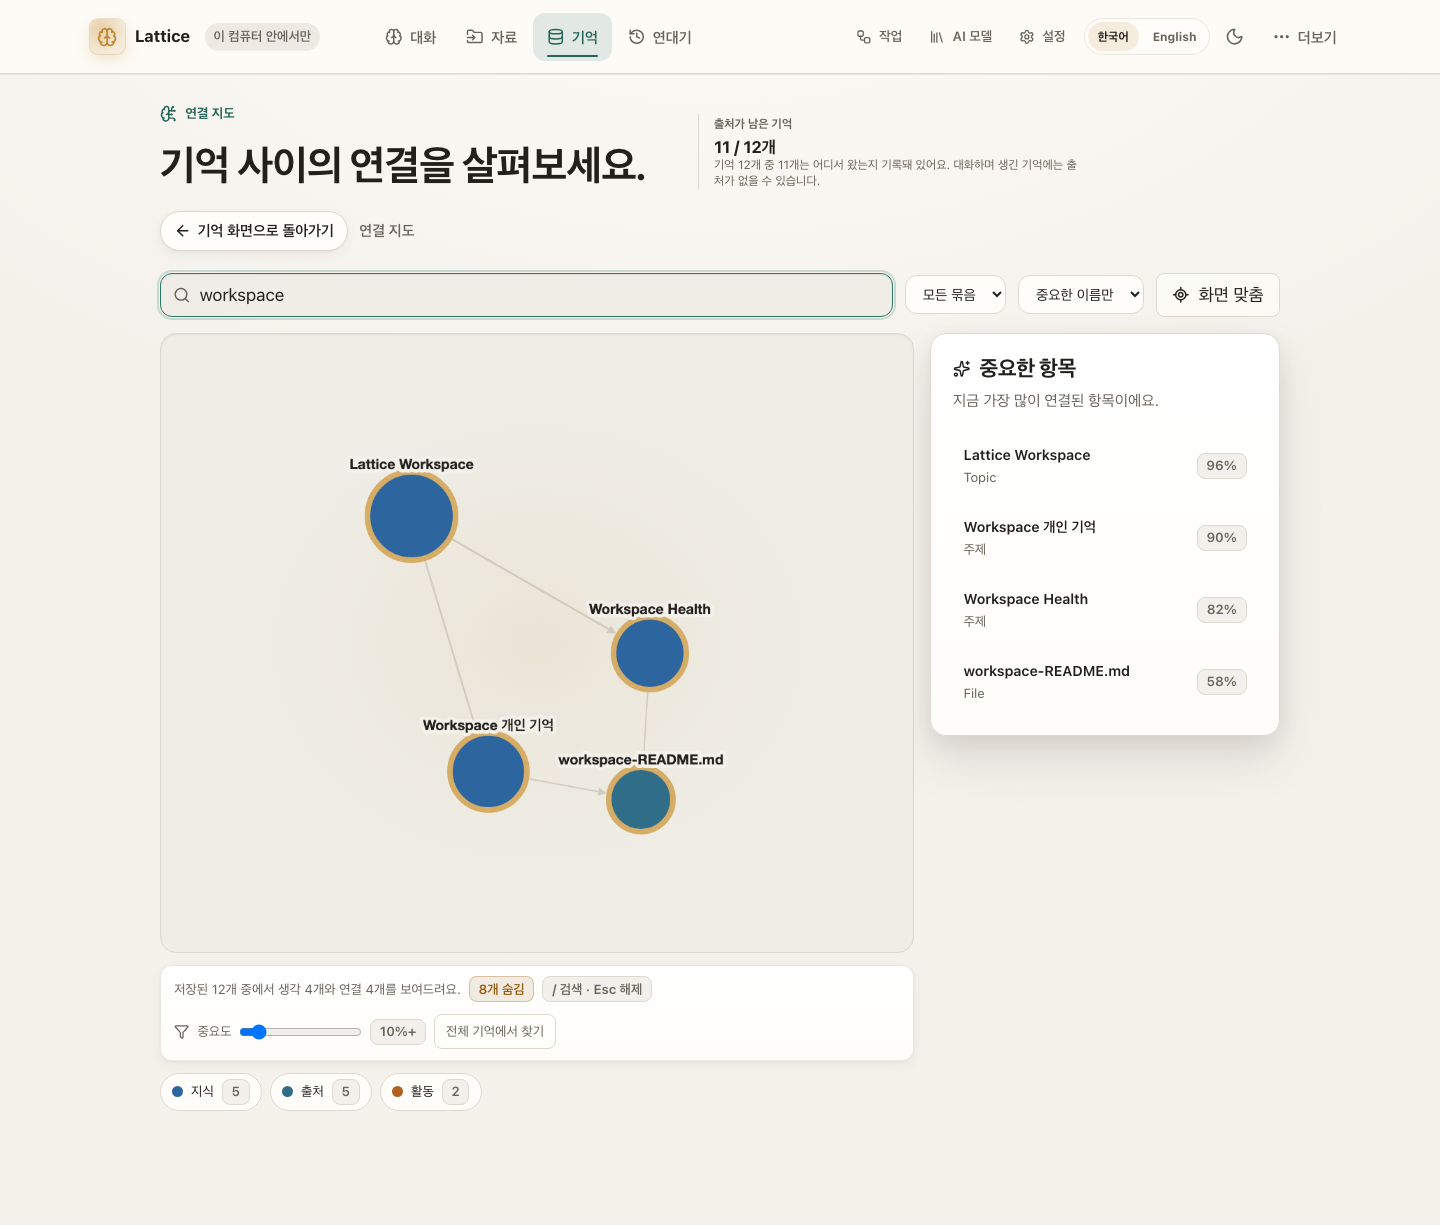 Lattice
이 컴퓨터 안에서만
대화
자료
기억
연대기
작업
AI 모델
설정
한국어
English
더보기
연결 지도
기억 사이의 연결을 살펴보세요.
출처가 남은 기억
11 / 12개
기억 12개 중 11개는 어디서 왔는지 기록돼 있어요. 대화하며 생긴 기억에는 출
처가 없을 수 있습니다.
기억 화면으로 돌아가기
연결 지도
workspace
모든 묶음
중요한 이름만
화면 맞춤
Lattice Workspace
Workspace Health
Workspace 개인 기억
workspace-README.md
중요한 항목
지금 가장 많이 연결된 항목이에요.
Lattice Workspace
Topic
96%
Workspace 개인 기억
주제
90%
Workspace Health
주제
82%
workspace-README.md
File
58%
저장된 12개 중에서 생각 4개와 연결 4개를 보여드려요.
8개 숨김
/ 검색 · Esc 해제
중요도
10%+
전체 기억에서 찾기
지식 5
출처 5
활동 2